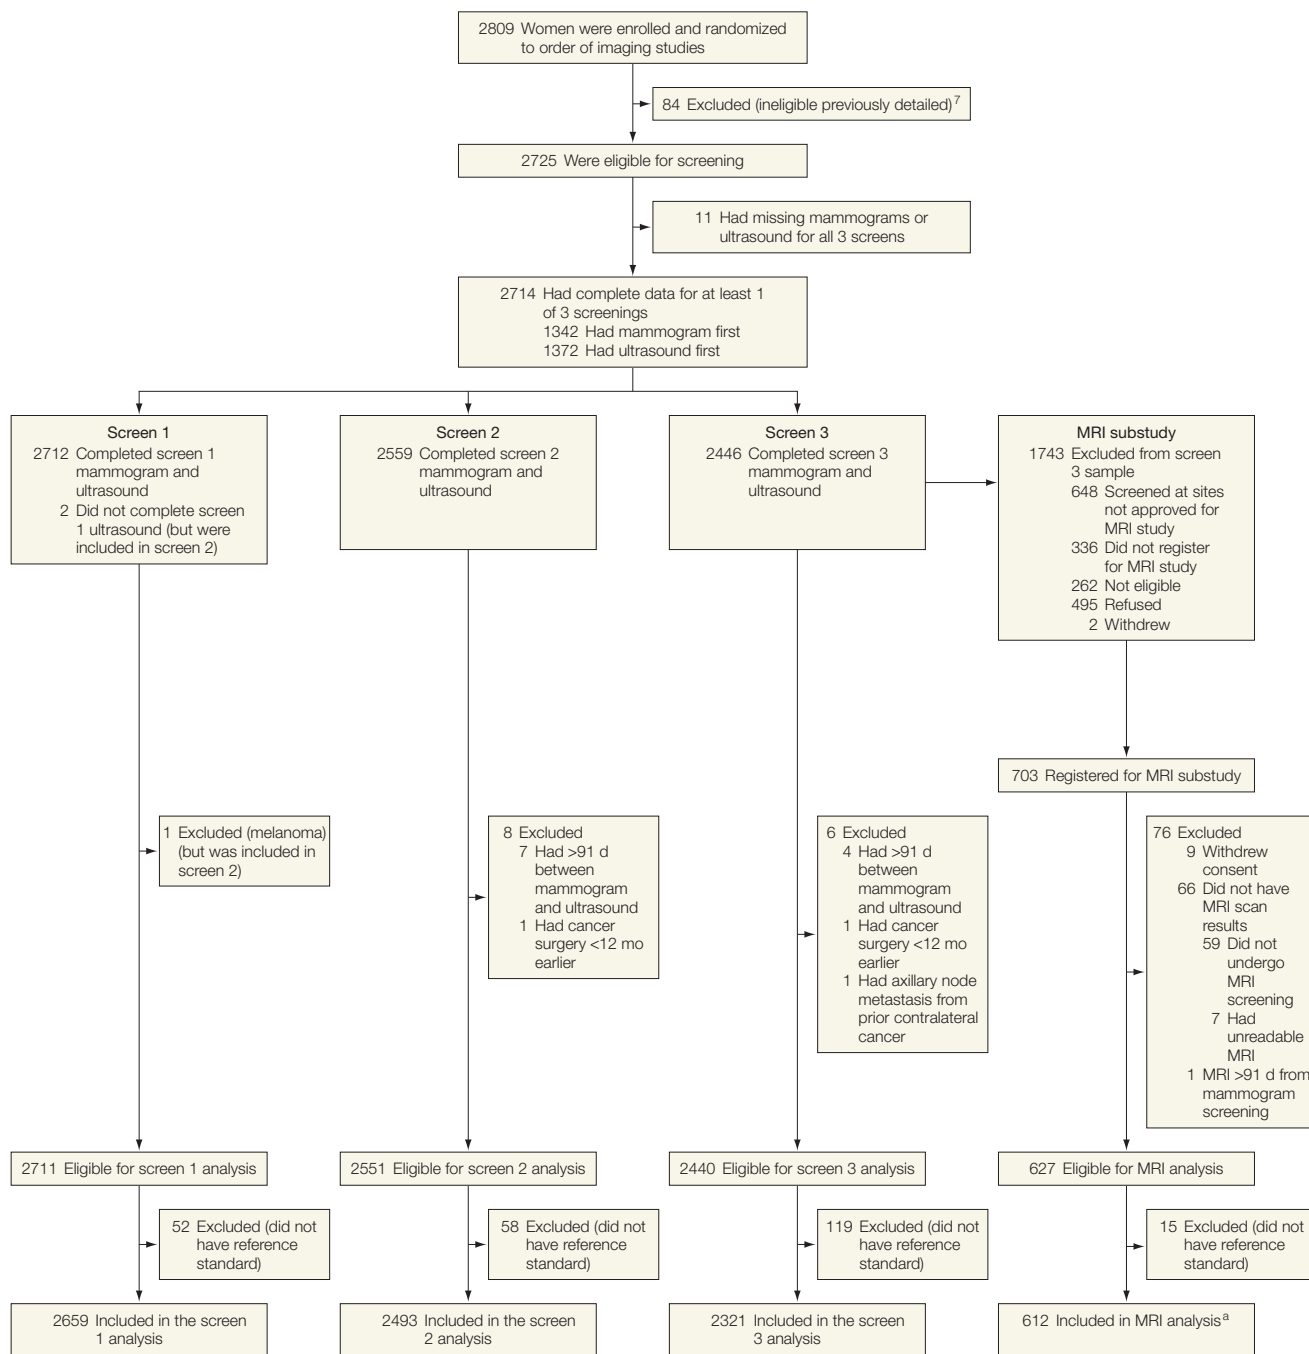 2809 Women were enrolled and randomized
to order of imaging studies
84 Excluded (ineligible previously detailed)7
2725 Were eligible for screening
11 Had missing mammograms or
ultrasound for all 3 screens
2714 Had complete data for at least 1
of 3 screenings
1342 Had mammogram first
1372 Had ultrasound first
Screen 1
2712 Completed screen 1
mammogram and
ultrasound
2 Did not complete screen
1 ultrasound (but were
included in screen 2)
Screen 2
2559 Completed screen 2
mammogram and
ultrasound
Screen 3
2446 Completed screen 3
mammogram and
ultrasound
MRI substudy
1743 Excluded from screen
3 sample
648 Screened at sites
not approved for
MRI study
336 Did not register
for MRI study
262 Not eligible
495 Refused
2 Withdrew
703 Registered for MRI substudy
1 Excluded (melanoma)
(but was included in
screen 2)
8 Excluded
7 Had >91 d
between
mammogram
and ultrasound
1 Had cancer
surgery <12 mo
earlier
6 Excluded
4 Had >91 d
between
mammogram
and ultrasound
1 Had cancer
surgery <12 mo
earlier
1 Had axillary node
metastasis from
prior contralateral
cancer
76 Excluded
9 Withdrew
consent
66 Did not have
MRI scan
results
59 Did not
undergo
MRI
screening
7 Had
unreadable
MRI
1 MRI >91 d from
mammogram
screening
2711 Eligible for screen 1 analysis
2551 Eligible for screen 2 analysis
2440 Eligible for screen 3 analysis
627 Eligible for MRI analysis
52 Excluded (did not
have reference
standard)
58 Excluded (did not
have reference
standard)
119 Excluded (did not
have reference
standard)
15 Excluded (did not
have reference
standard)
2659 Included in the screen
1 analysis
2493 Included in the screen
2 analysis
2321 Included in the screen
3 analysis
612 Included in MRI analysisa